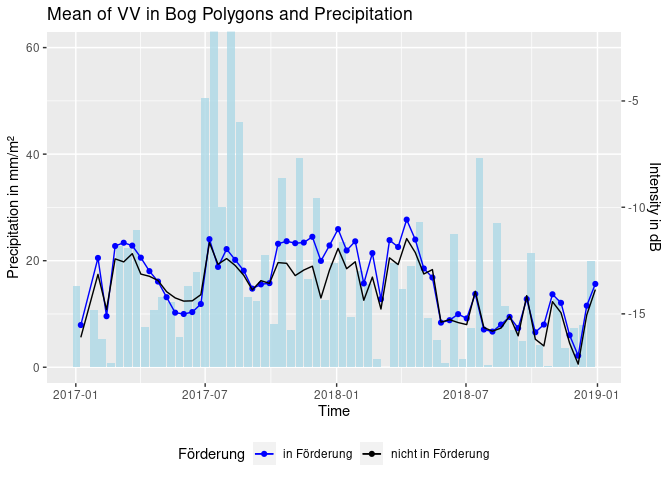 Mean of VV in Bog Polygons and Precipitation
60
40
20
0
Precipitation in mm/m²
-5
-10
-15
Intensity in dB
2017-01 2017-07 2018-01 2018-07 2019-01
Time
Förderung in Förderung nicht in Förderung